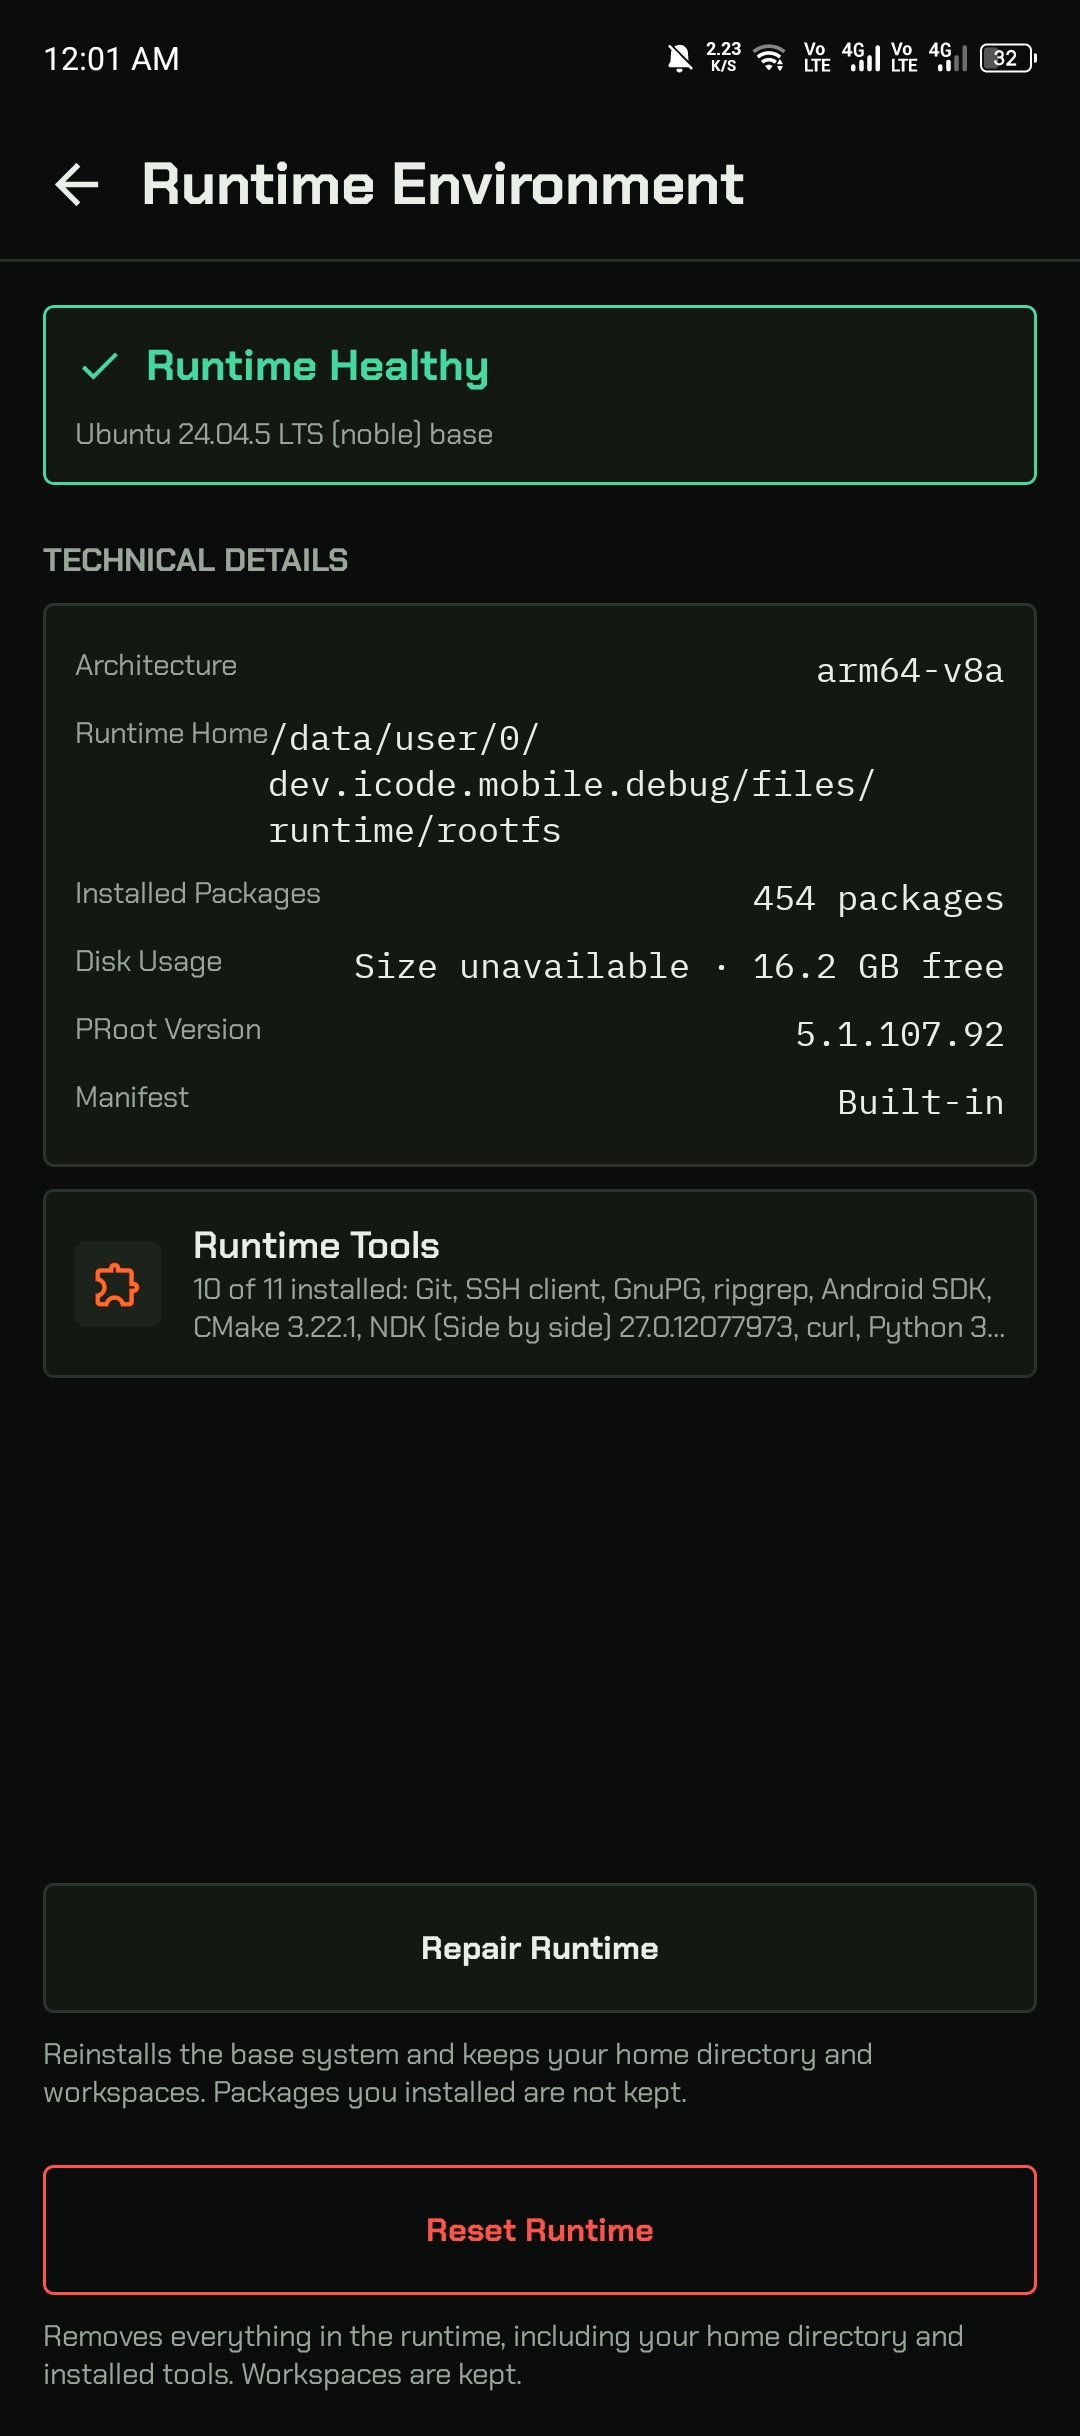 12:01 AM
2.23 K/S
Vo LTE
4G
Vo LTE
4G
32
Runtime Environment
Runtime Healthy
Ubuntu 24.04.5 LTS (noble) base
TECHNICAL DETAILS
Architecture
arm64-v8a
Runtime Home
/data/user/0/
dev.icode.mobile.debug/files/
runtime/rootfs
Installed Packages
454 packages
Disk Usage
Size unavailable · 16.2 GB free
PRoot Version
5.1.107.92
Manifest
Built-in
Runtime Tools
10 of 11 installed: Git, SSH client, GnuPG, ripgrep, Android SDK,
CMake 3.22.1, NDK (Side by side) 27.0.12077973, curl, Python 3...
Repair Runtime
Reinstalls the base system and keeps your home directory and
workspaces. Packages you installed are not kept.
Reset Runtime
Removes everything in the runtime, including your home directory and
installed tools. Workspaces are kept.